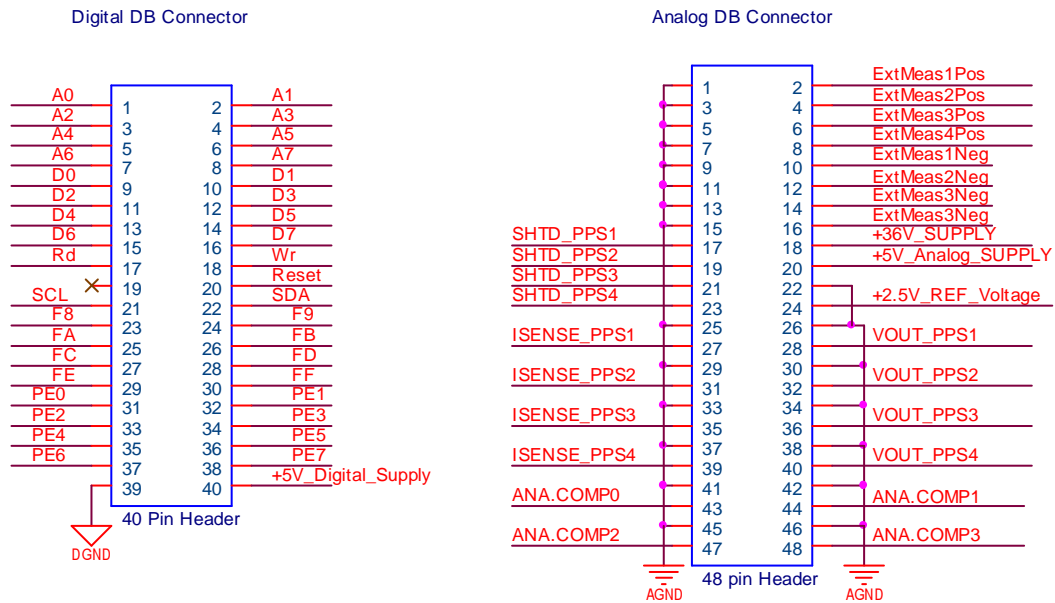 Digital DB Connector
A0 1 2 A1
A2 3 4 A3
A4 5 6 A5
A6 7 8 A7
D0 9 10 D1
D2 11 12 D3
D4 13 14 D5
D6 15 16 D7
Rd 17 18 Wr
19 20 Reset
SCL 21 22 SDA
F8 23 24 F9
FA 25 26 FB
FC 27 28 FD
FE 29 30 FF
PE0 31 32 PE1
PE2 33 34 PE3
PE4 35 36 PE5
PE6 37 38 PE7
39 40 +5V_Digital_Supply
40 Pin Header
DGND
Analog DB Connector
1 2 ExtMeas1Pos
3 4 ExtMeas2Pos
5 6 ExtMeas3Pos
7 8 ExtMeas4Pos
9 10 ExtMeas1Neg
11 12 ExtMeas2Neg
13 14 ExtMeas3Neg
15 16 ExtMeas3Neg
SHTD_PPS1 17 18 +36V_SUPPLY
SHTD_PPS2 19 20 +5V_Analog_SUPPLY
SHTD_PPS3 21 22
SHTD_PPS4 23 24 +2.5V_REF_Voltage
25 26
ISENSE_PPS1 27 28 VOUT_PPS1
29 30
ISENSE_PPS2 31 32 VOUT_PPS2
33 34
ISENSE_PPS3 35 36 VOUT_PPS3
37 38
ISENSE_PPS4 39 40 VOUT_PPS4
41 42
ANA.COMP0 43 44 ANA.COMP1
45 46
ANA.COMP2 47 48 ANA.COMP3
48 pin Header
AGND AGND